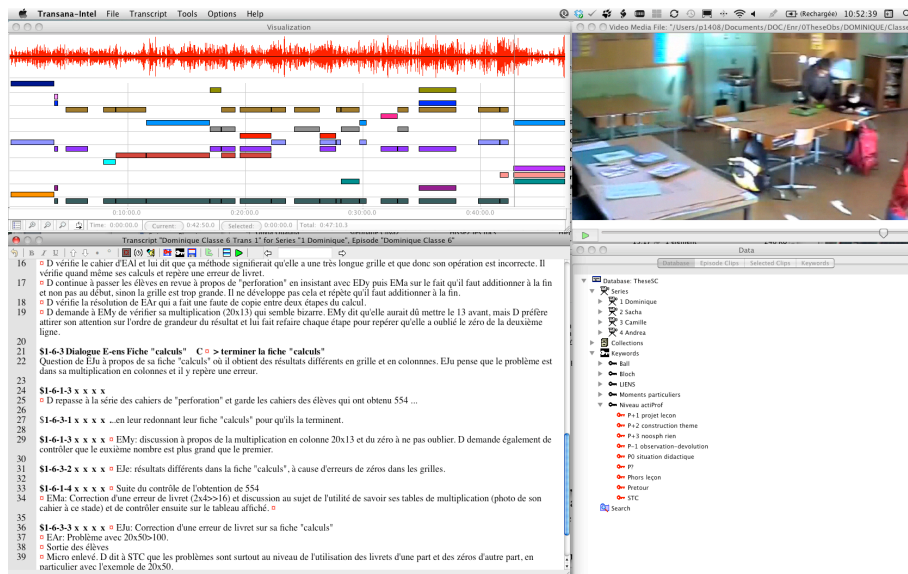 Transana-Intel File Transcript Tools Options Help
(Rechargée) 10:52:39
Visualization
0:10:00.0 0:20:00.0 0:30:00.0 0:40:00.0
Time: 0:00:00.0 Current: 0:42:50.0 Selected: 0:00:00.0 Total: 0:47:10.3
Video Media File: "/Users/p1408/Documents/DOC/Enr/0TheseObs/DOMINIQUE/Classe
Transcript "Dominique Classe 6 Trans 1" for Series "1 Dominique", Episode "Dominique Classe 6"
16 ¤ D vérifie le cahier d'EAl et lui dit que ça méthode signifierait qu'elle a une très longue grille et que donc son opération est incorrecte. Il
vérifie quand même ses calculs et repère une erreur de livret.
17 ¤ D continue à passer les élèves en revue à propos de "perforation" en insistant avec EDy puis EMa sur le fait qu'il faut additionner à la fin
et non pas au début, sinon la grille est trop grande. Il ne développe pas cela et répète qu'il faut additionner à la fin.
18 ¤ D vérifie la résolution de EAr qui a fait une faute de copie entre deux étapes du calcul.
19 ¤ D demande à EMy de vérifier sa multiplication (20x13) qui semble bizarre. EMy dit qu'elle aurait dû mettre le 13 avant, mais D préfère
attirer son attention sur l'ordre de grandeur du résultat et lui fait refaire chaque étape pour repérer qu'elle a oublié le zéro de la deuxième
ligne.
20
21 $1-6-3 Dialogue E-ens Fiche "calculs" C ¤ > terminer la fiche "calculs"
22 Question de EJu à propos de sa fiche "calculs" où il obtient des résultats différents en grille et en colonnnes. EJu pense que le problème est
dans sa multiplication en colonnes et il y repère une erreur.
23
24 $1-6-1-3 x x x x
25 ¤ D repasse à la série des cahiers de "perforation" et garde les cahiers des élèves qui ont obtenu 554 ...
26
27 $1-6-3-1 x x x x ...en leur redonnant leur fiche "calculs" pour qu'ils la terminent.
28
29 $1-6-1-3 x x x x ¤ EMy: discussion à propos de la multiplication en colonne 20x13 et du zéro à ne pas oublier. D demande également de
contrôler que le euxième nombre est plus grand que le premier.
30
31 $1-6-3-2 x x x x ¤ EJe: résultats différents dans la fiche "calculs", à cause d'erreurs de zéros dans les grilles.
32
33 $1-6-1-4 x x x x ¤ Suite du contrôle de l'obtention de 554
34 ¤ EMa: Correction d'une erreur de livret (2x4>>16) et discussion au sujet de l'utilité de savoir ses tables de multiplication (photo de son
cahier à ce stade) et de contrôler ensuite sur le tableau affiché. ¤
35
36 $1-6-3-3 x x x x ¤ EJu: Correction d'une erreur de livret sur sa fiche "calculs"
37 ¤ EAr: Problème avec 20x50>100.
38 ¤ Sortie des élèves
39 ¤ Micro enlevé. D dit à STC que les problèmes sont surtout au niveau de l'utilisation des livrets d'une part et des zéros d'autre part, en
particulier avec l'exemple de 20x50.
Data
Database Episode Clips Selected Clips Keywords
Database: TheseSC
Series
1 Dominique
2 Sacha
3 Camille
4 Andrea
Collections
Keywords
Ball
Bloch
LIENS
Moments particuliers
Niveau actiProf
P+1 projet lecon
P+2 construction theme
P+3 noosph rien
P-1 observation-devolution
P0 situation didactique
P?
Phors leçon
Pretour
STC
Search